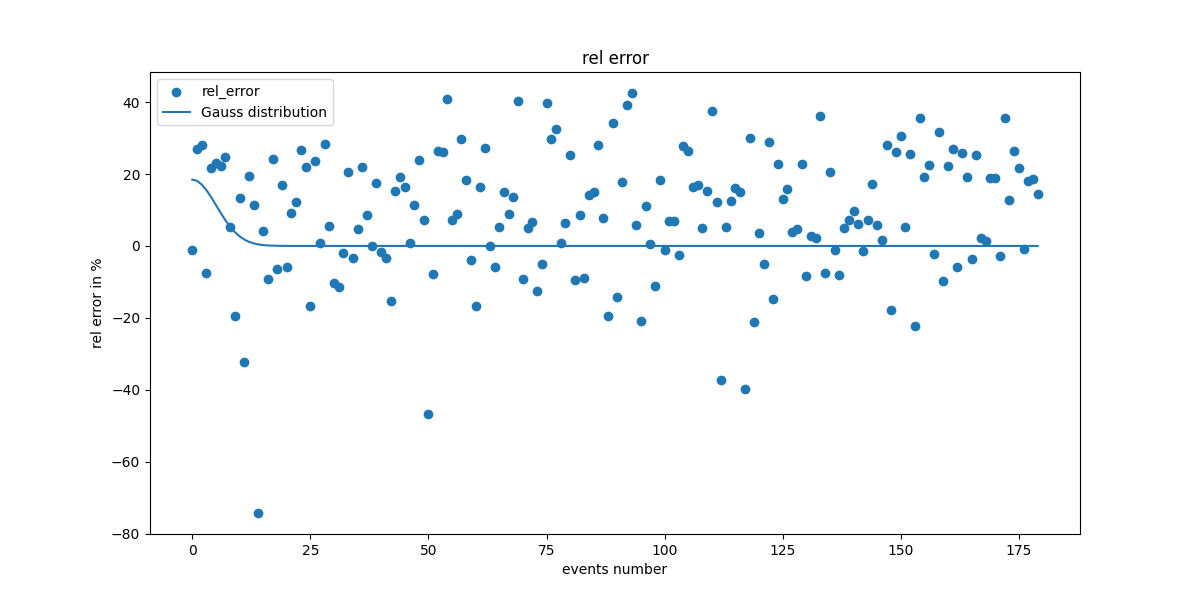 rel error
rel_error
Gauss distribution
rel error in %
40
20
0
−20
−40
−60
−80
0 25 50 75 100 125 150 175
events number